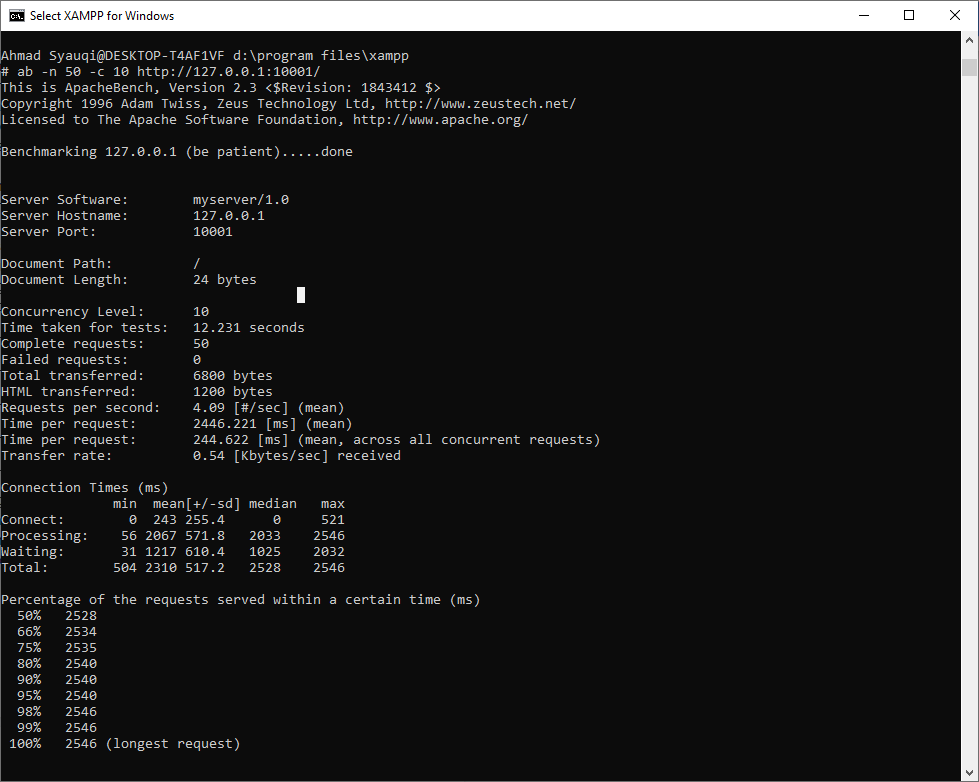 Select XAMPP for Windows
Ahmad Syauqi@DESKTOP-T4AF1VF d:\program files\xampp
# ab -n 50 -c 10 http://127.0.0.1:10001/
This is ApacheBench, Version 2.3 <$Revision: 1843412 $>
Copyright 1996 Adam Twiss, Zeus Technology Ltd, http://www.zeustech.net/
Licensed to The Apache Software Foundation, http://www.apache.org/
Benchmarking 127.0.0.1 (be patient).....done
Server Software:        myserver/1.0
Server Hostname:        127.0.0.1
Server Port:            10001
Document Path:          /
Document Length:        24 bytes
Concurrency Level:      10
Time taken for tests:   12.231 seconds
Complete requests:      50
Failed requests:        0
Total transferred:      6800 bytes
HTML transferred:       1200 bytes
Requests per second:    4.09 [#/sec] (mean)
Time per request:       2446.221 [ms] (mean)
Time per request:       244.622 [ms] (mean, across all concurrent requests)
Transfer rate:          0.54 [Kbytes/sec] received
Connection Times (ms)
              min  mean[+/-sd] median   max
Connect:        0  243 255.4      0     521
Processing:    56 2067 571.8   2033    2546
Waiting:       31 1217 610.4   1025    2032
Total:        504 2310 517.2   2528    2546
Percentage of the requests served within a certain time (ms)
  50%   2528
  66%   2534
  75%   2535
  80%   2540
  90%   2540
  95%   2540
  98%   2546
  99%   2546
 100%   2546 (longest request)